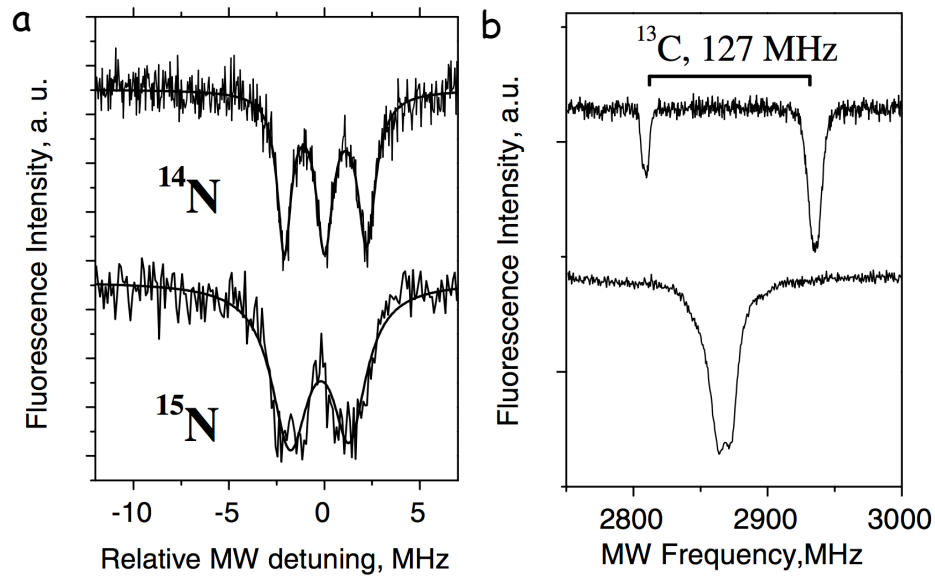 a
Fluorescence Intensity, a. u.
¹⁴N
¹⁵N
-10 -5 0 5
Relative MW detuning, MHz
b
Fluorescence Intensity, a.u.
¹³C, 127 MHz
2800 2900 3000
MW Frequency,MHz